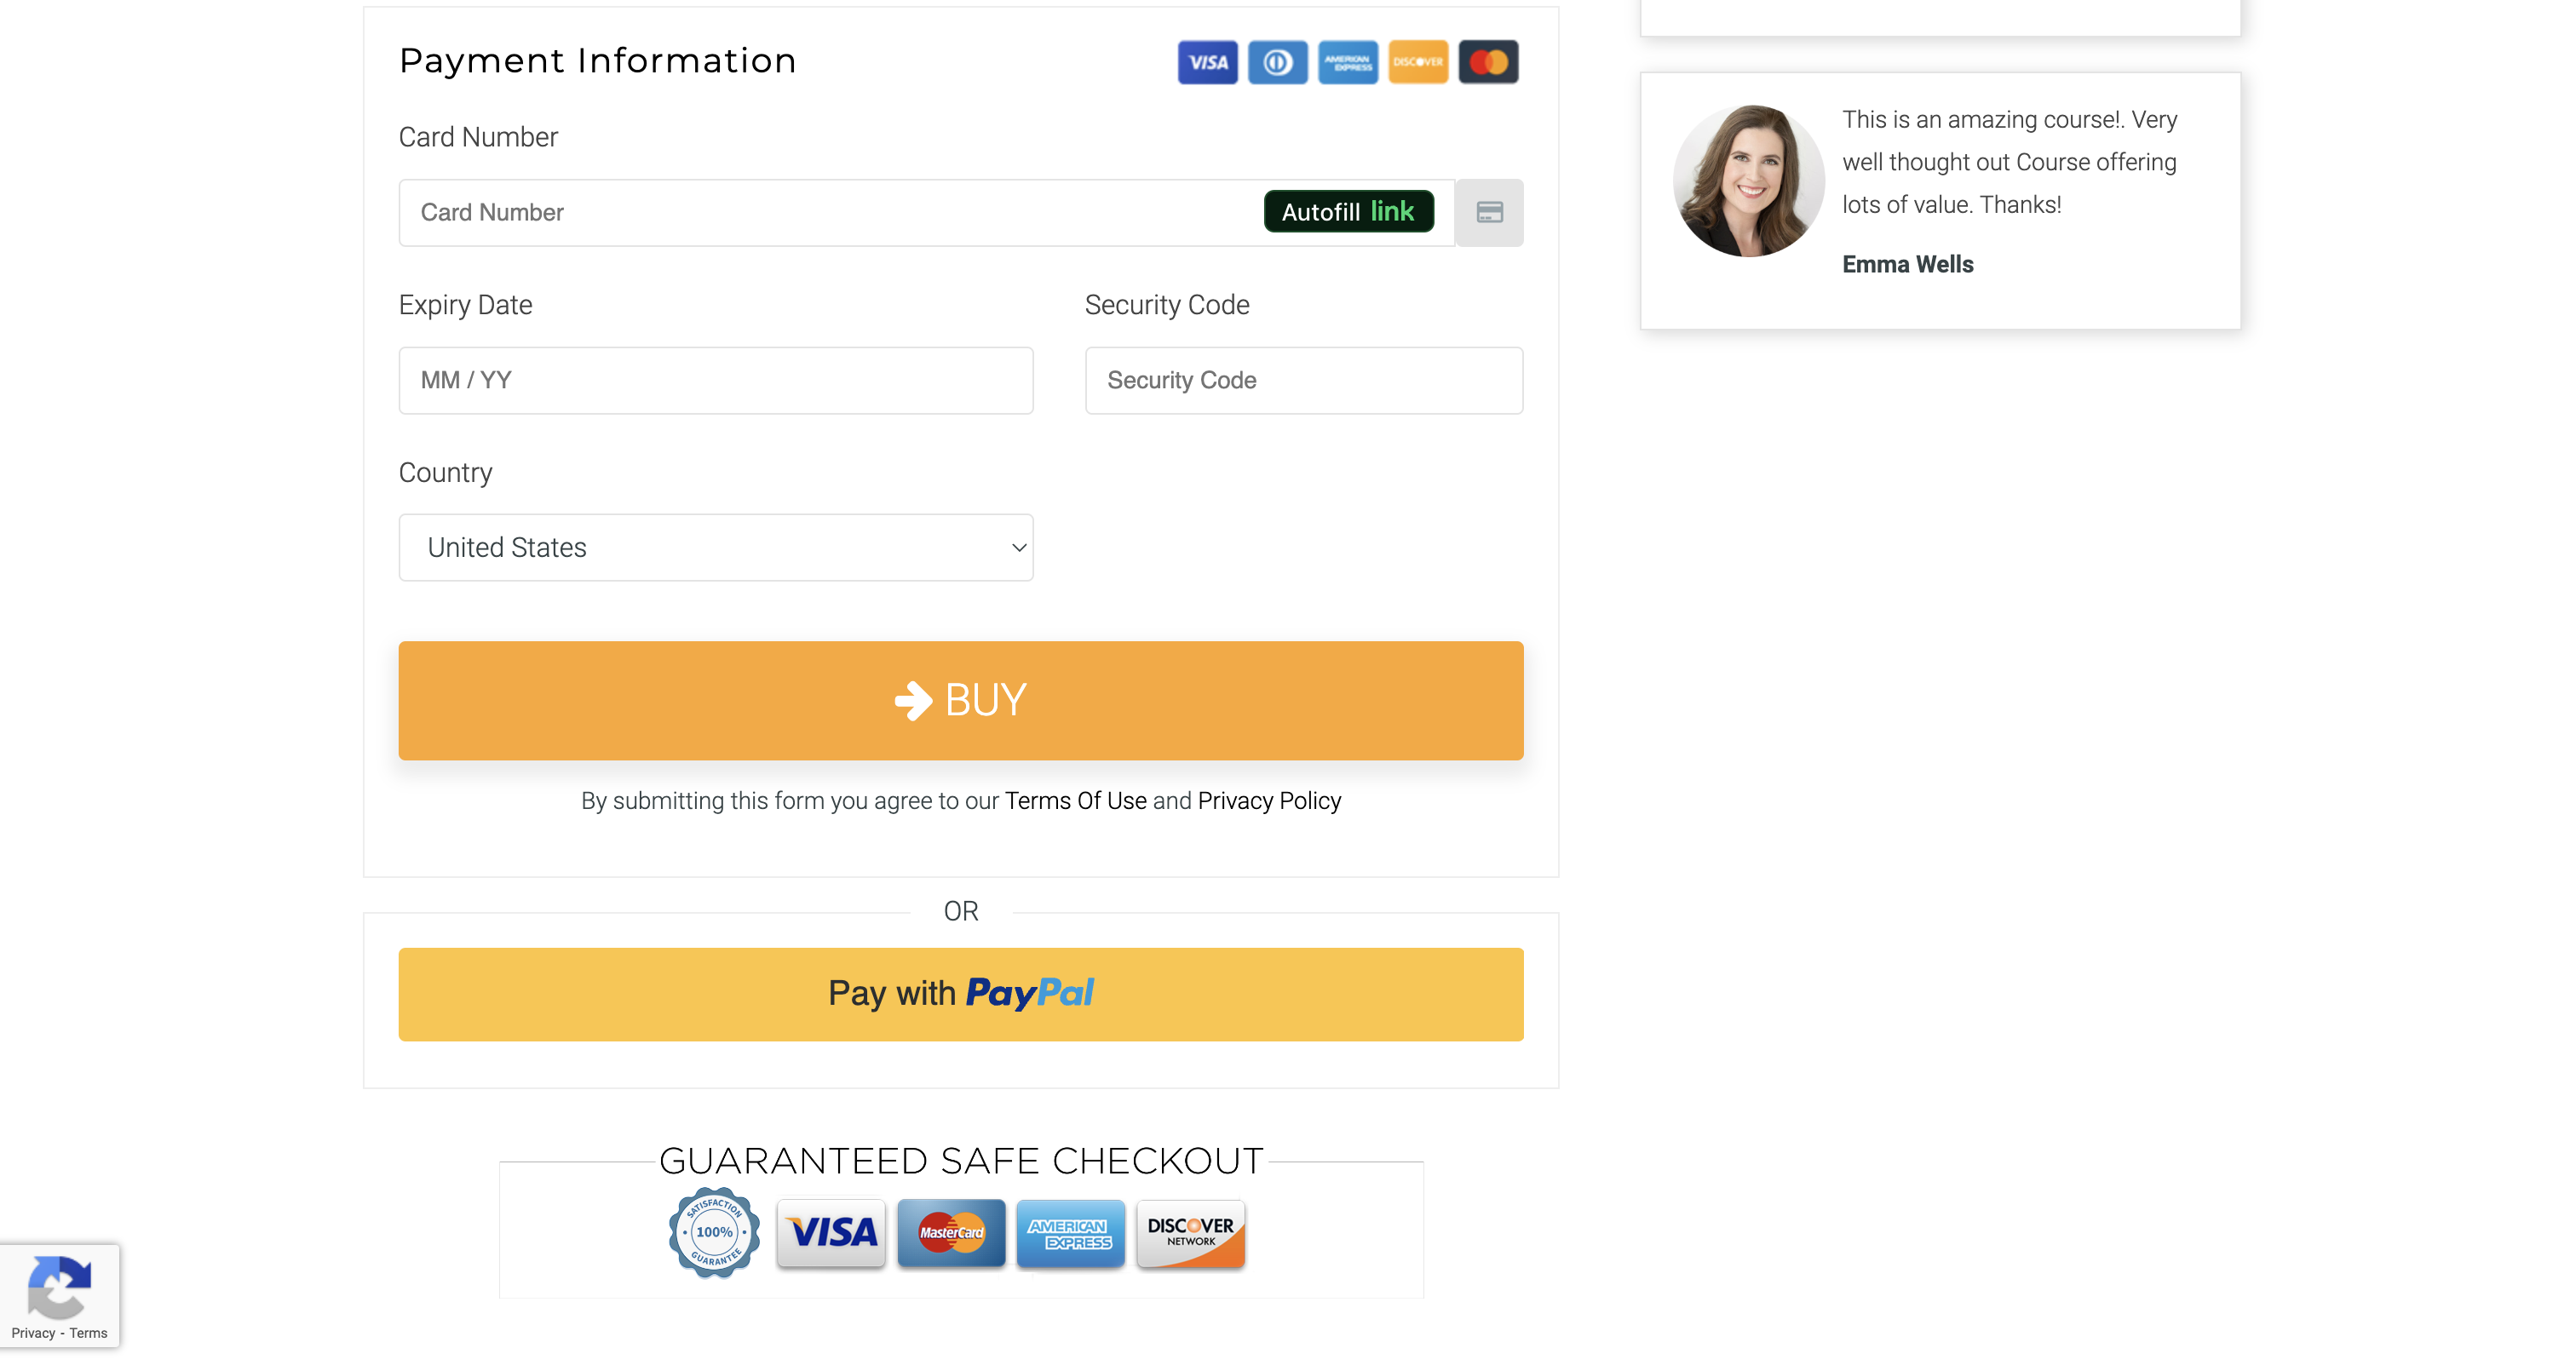 Payment Information
VISA
AMERICAN EXPRESS
DISCOVER
Card Number
Card Number
Autofill link
Expiry Date
Security Code
MM / YY
Security Code
Country
United States
BUY
By submitting this form you agree to our Terms Of Use and Privacy Policy
OR
Pay with PayPal
GUARANTEED SAFE CHECKOUT
SATISFACTION
100%
GUARANTEE
VISA
MasterCard
AMERICAN
EXPRESS
DISCOVER
NETWORK
Privacy - Terms
This is an amazing course!. Very
well thought out Course offering
lots of value. Thanks!
Emma Wells